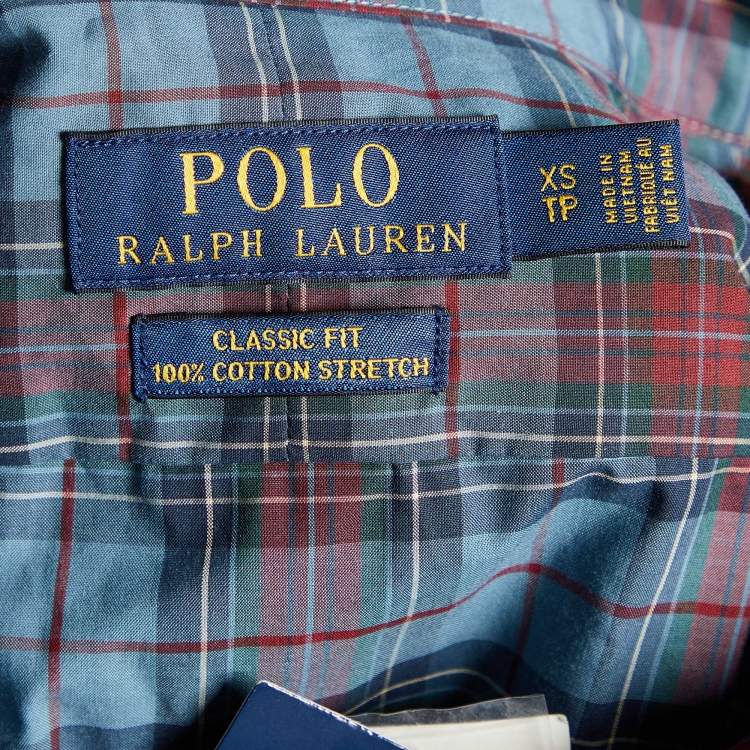 POLO
RALPH LAUREN
XS
TP
MADE IN
VIETNAM
FABRIQUÉ AU
VIÊT NAM
CLASSIC FIT
100% COTTON STRETCH